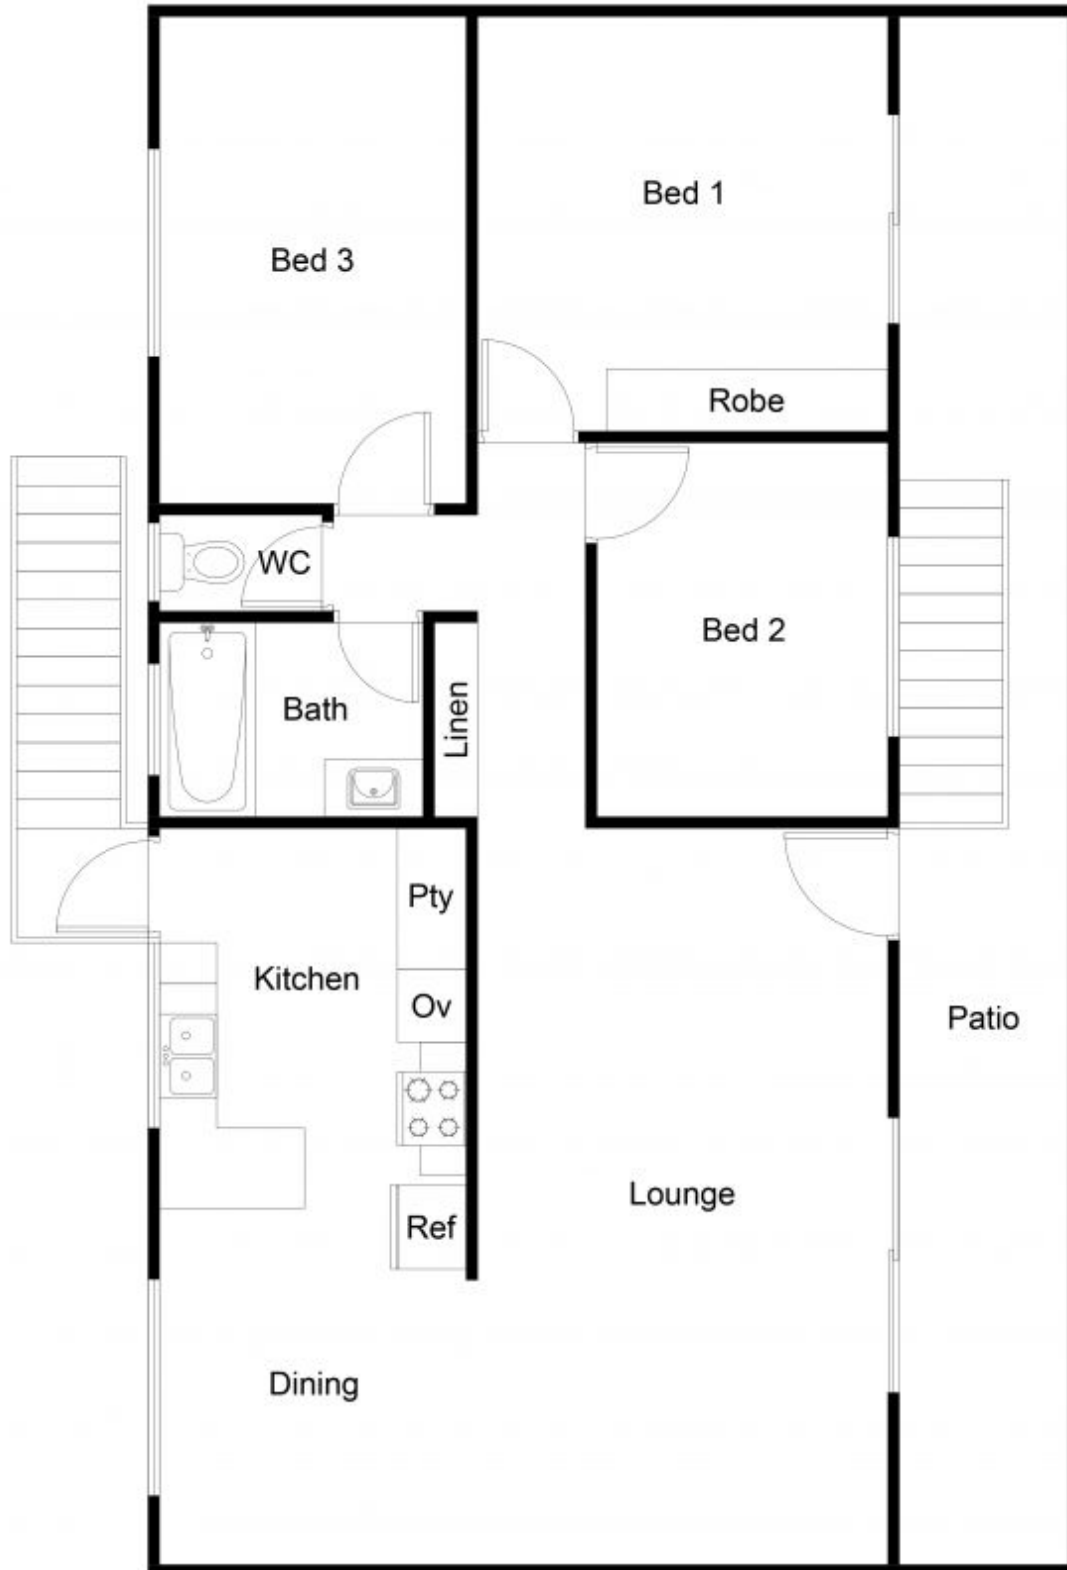 Bed 1
Bed 3
Robe
WC
Bed 2
Bath
Linen
Pty
Kitchen
Ov
Patio
Lounge
Ref
Dining